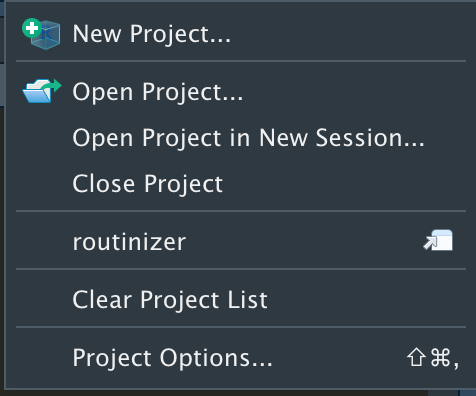 New Project...
Open Project...
Open Project in New Session...
Close Project
routinizer
Clear Project List
Project Options... ⇧⌘,